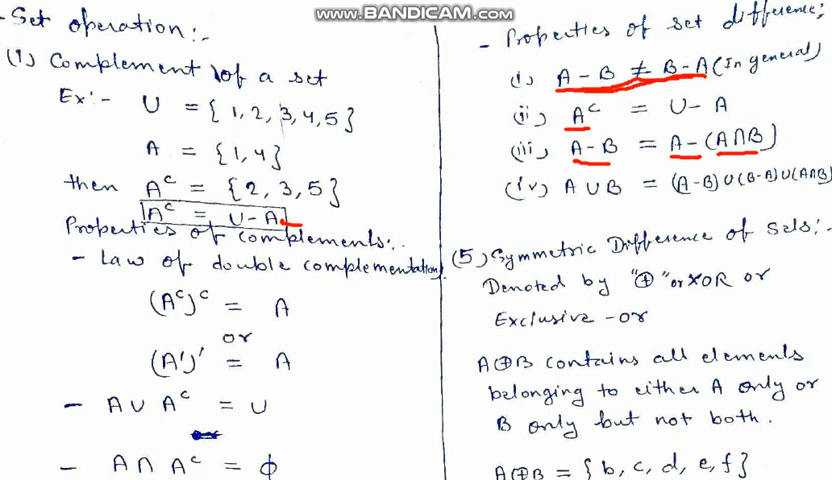 www.BANDICAM.com
- Set operation:-
(1) Complement of a set
Ex:- U = {1,2,3,4,5}
A = {1,4}
then A^c = {2,3,5}
A^c = U-A
Properties of complements:-
- Law of double complementation)
(A^c)^c = A
or
(A')' = A
- A∪A^c = U
- A∩A^c = ϕ
- Properties of set difference;
(i) A-B ≠ B-A (In general)
(ii) A^c = U-A
(iii) A-B = A-(A∩B)
(iv) A∪B = (A-B)∪(B-A)∪(A∩B)
(5) Symmetric Difference of Sets:-
Denoted by "⊕" or XOR or
Exclusive-or
A⊕B contains all elements
belonging to either A only or
B only but not both.
A⊕B = {b,c,d,e,f}